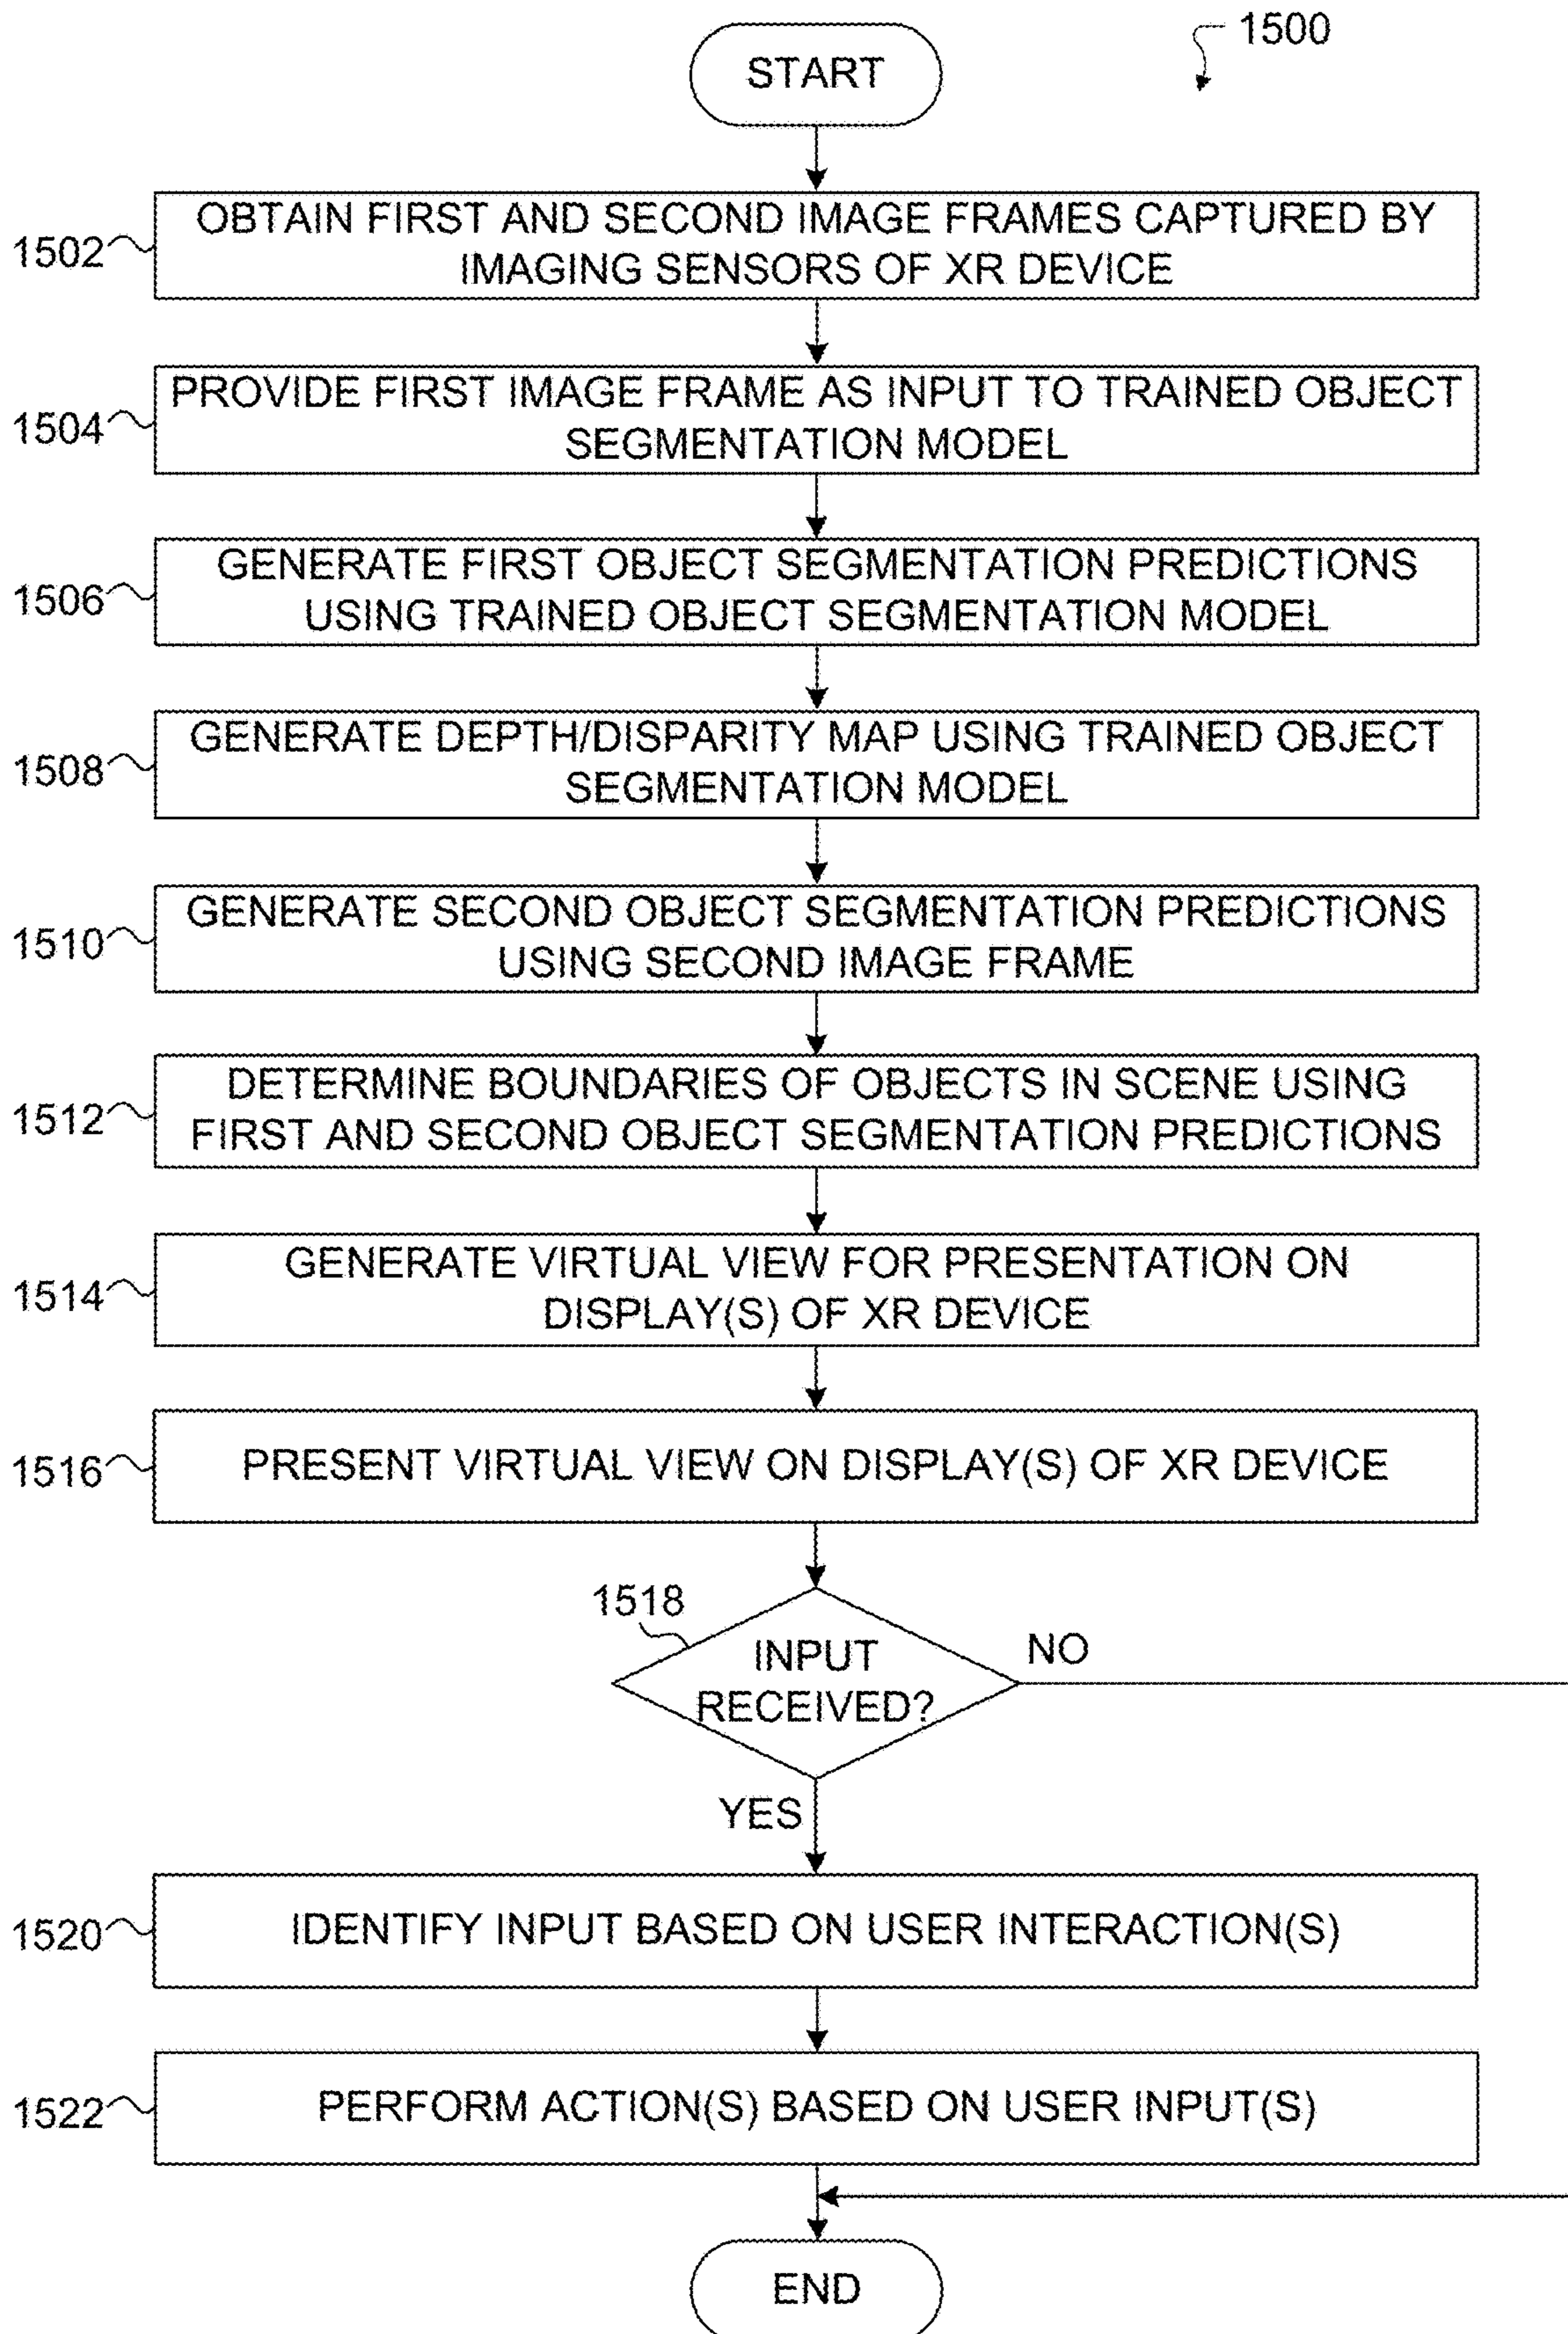 1500
START
1502
OBTAIN FIRST AND SECOND IMAGE FRAMES CAPTURED BY
IMAGING SENSORS OF XR DEVICE
1504
PROVIDE FIRST IMAGE FRAME AS INPUT TO TRAINED OBJECT
SEGMENTATION MODEL
1506
GENERATE FIRST OBJECT SEGMENTATION PREDICTIONS
USING TRAINED OBJECT SEGMENTATION MODEL
1508
GENERATE DEPTH/DISPARITY MAP USING TRAINED OBJECT
SEGMENTATION MODEL
1510
GENERATE SECOND OBJECT SEGMENTATION PREDICTIONS
USING SECOND IMAGE FRAME
1512
DETERMINE BOUNDARIES OF OBJECTS IN SCENE USING
FIRST AND SECOND OBJECT SEGMENTATION PREDICTIONS
1514
GENERATE VIRTUAL VIEW FOR PRESENTATION ON
DISPLAY(S) OF XR DEVICE
1516
PRESENT VIRTUAL VIEW ON DISPLAY(S) OF XR DEVICE
1518
INPUT
RECEIVED?
NO
YES
1520
IDENTIFY INPUT BASED ON USER INTERACTION(S)
1522
PERFORM ACTION(S) BASED ON USER INPUT(S)
END